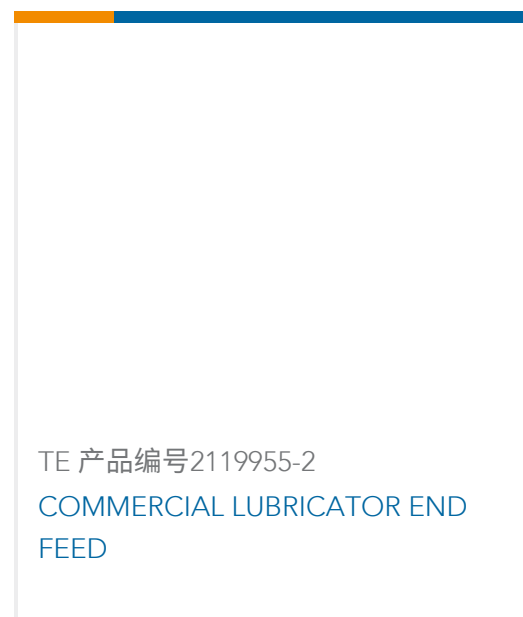 TE 产品编号2119955-2
COMMERCIAL LUBRICATOR END
FEED